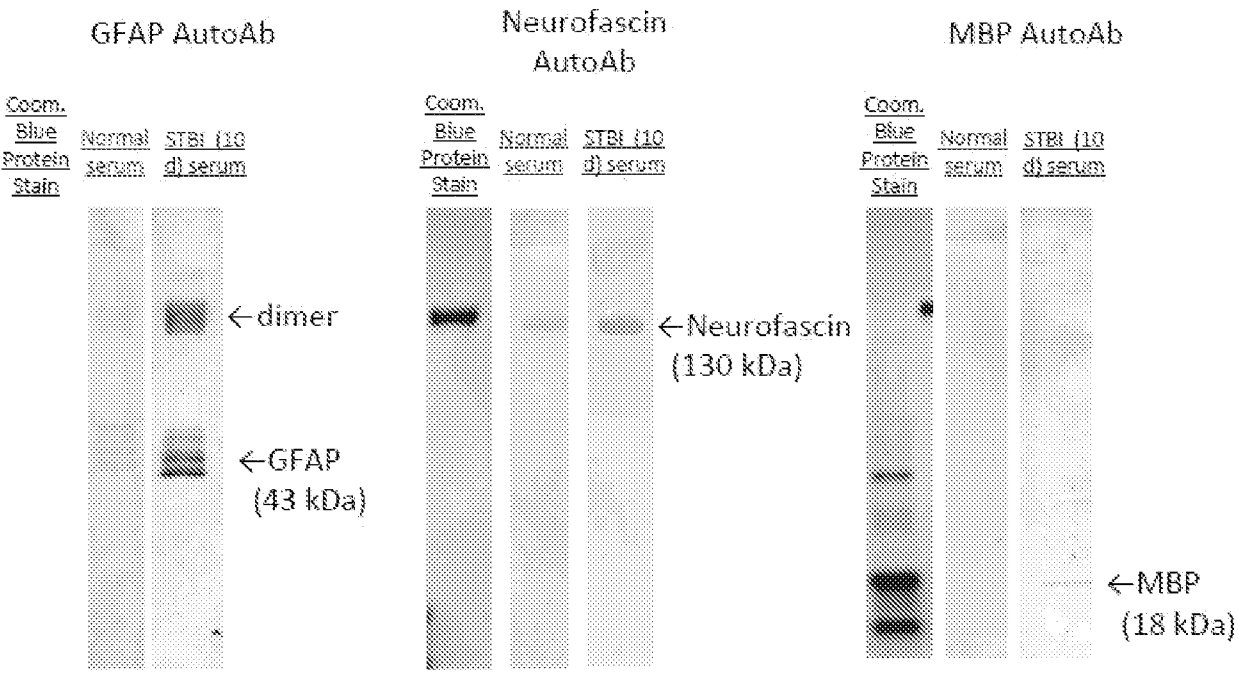 GFAP AutoAb
Coom.
Blue
Protein
Stain
Normal
serum
STBI (10
d) serum
←dimer
←GFAP
(43 kDa)
Neurofascin
AutoAb
Coom.
Blue
Protein
Stain
Normal
serum
STBI (10
d) serum
←Neurofascin
(130 kDa)
MBP AutoAb
Coom.
Blue
Protein
Stain
Normal
serum
STBI (10
d) serum
←MBP
(18 kDa)